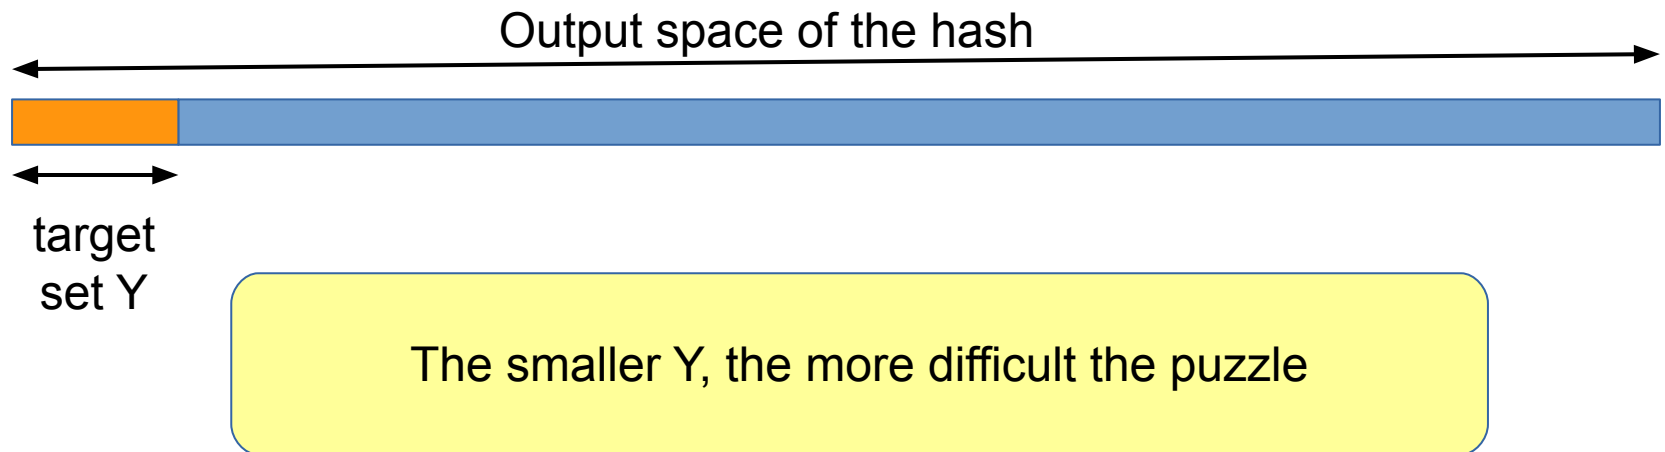 Output space of the hash
target
set Y
The smaller Y, the more difficult the puzzle